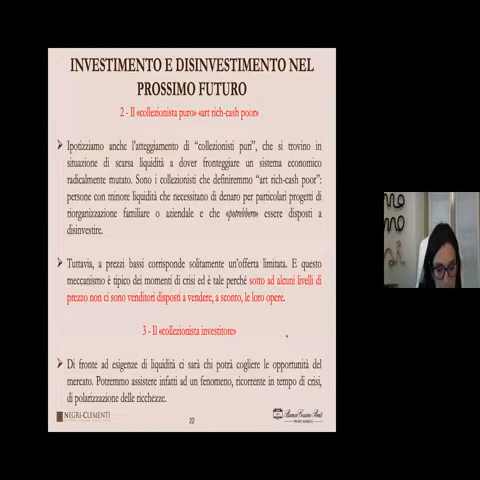 INVESTIMENTO E DISINVESTIMENTO NEL
PROSSIMO FUTURO
2 - Il «collezionista puro» «art rich-cash poor»
Ipotizziamo anche l'atteggiamento di "collezionisti puri", che si trovino in
situazione di scarsa liquidità a dover fronteggiare un sistema economico
radicalmente mutato. Sono i collezionisti che definiremmo "art rich-cash poor":
persone con minore liquidità che necessitano di denaro per particolari progetti di
riorganizzazione familiare o aziendale e che «potrebbero» essere disposti a
disinvestire.
Tuttavia, a prezzi bassi corrisponde solitamente un'offerta limitata. E questo
meccanismo è tipico dei momenti di crisi ed è tale perché sotto ad alcuni livelli di
prezzo non ci sono venditori disposti a vendere, a sconto, le loro opere.
3 - Il «collezionista investitore»
Di fronte ad esigenze di liquidità ci sarà chi potrà cogliere le opportunità del
mercato. Potremmo assistere infatti ad un fenomeno, ricorrente in tempo di crisi,
di polarizzazione delle ricchezze.
NEGRI-CLEMENTI
22
Banca Cesare Ponti